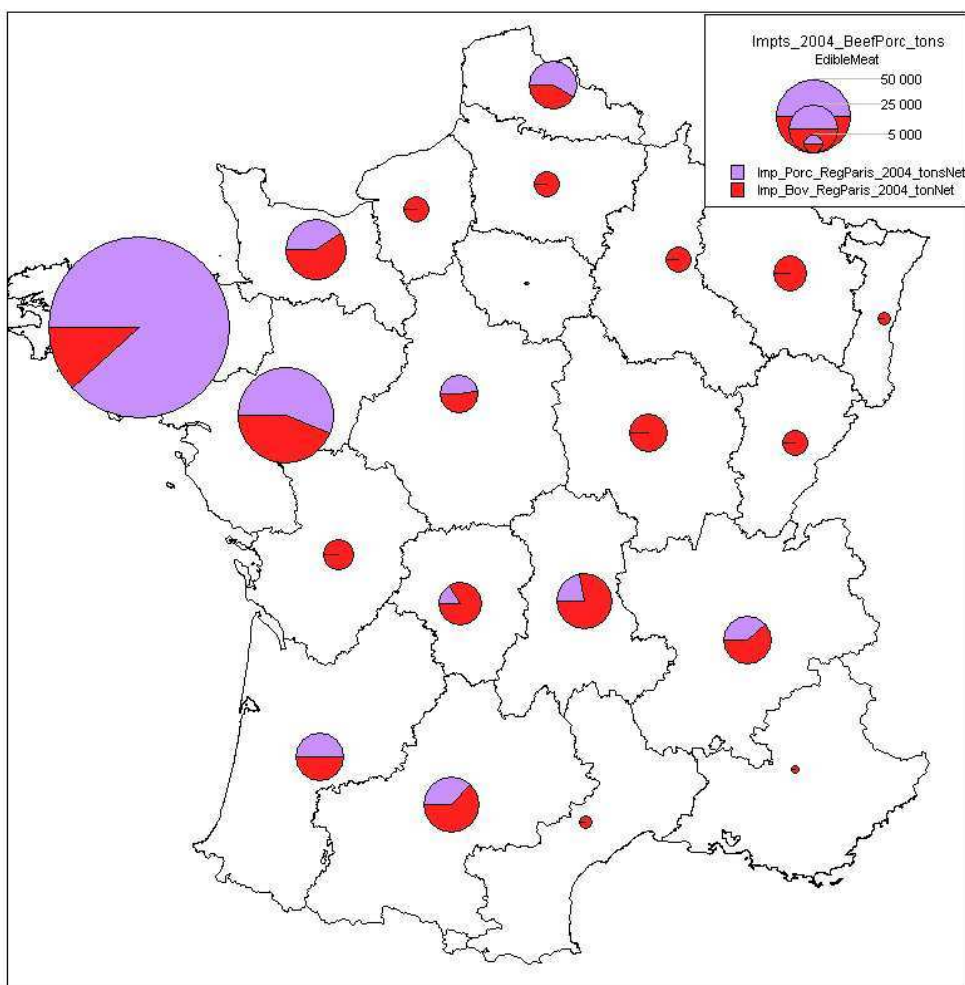 Impts_2004_BeefPorc_tons
EdibleMeat
50 000
25 000
5 000
Imp_Porc_RegParis_2004_tonsNet
Imp_Bov_RegParis_2004_tonNet